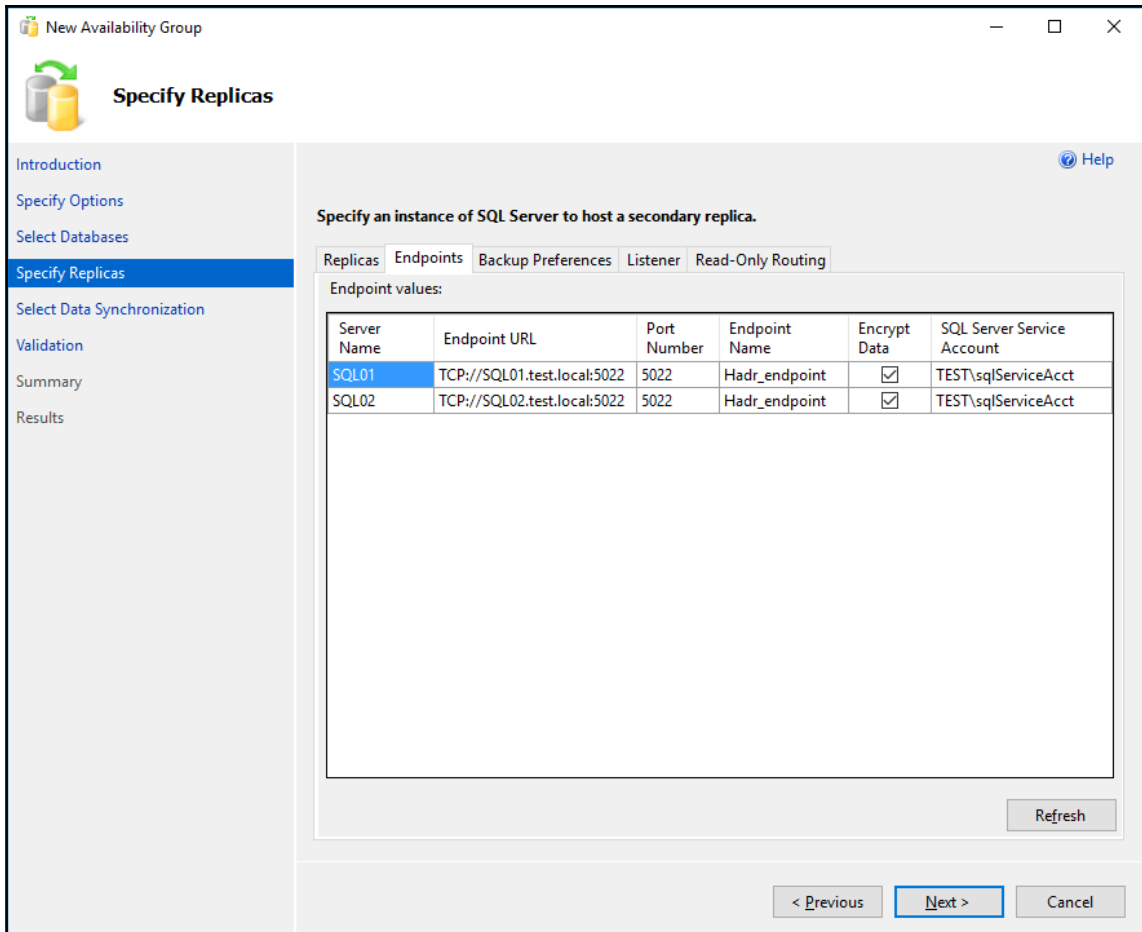 New Availability Group
Specify Replicas
Help
Introduction
Specify Options
Select Databases
Specify Replicas
Select Data Synchronization
Validation
Summary
Results
Specify an instance of SQL Server to host a secondary replica.
Replicas Endpoints Backup Preferences Listener Read-Only Routing
Endpoint values:
Server Name Endpoint URL Port Number Endpoint Name Encrypt Data SQL Server Service Account
SQL01 TCP://SQL01.test.local:5022 5022 Hadr_endpoint TEST\sqlServiceAcct
SQL02 TCP://SQL02.test.local:5022 5022 Hadr_endpoint TEST\sqlServiceAcct
Refresh
< Previous Next > Cancel